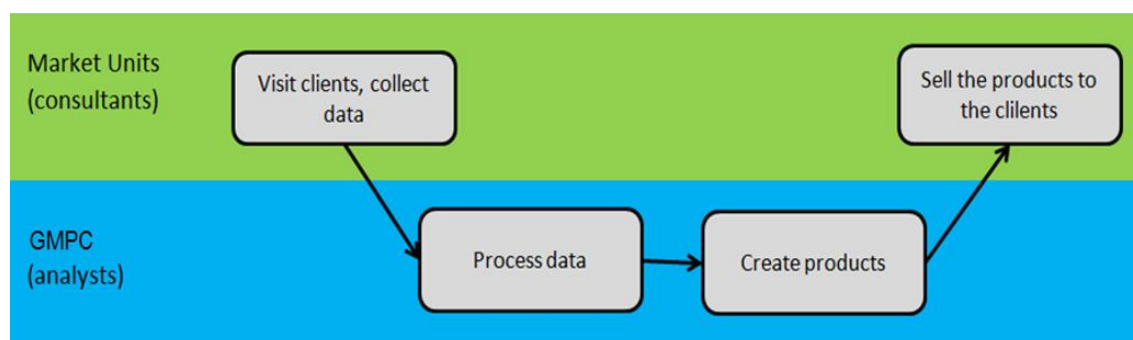 Market Units
(consultants)
Visit clients, collect
data
Sell the products to
the clilents
GMPC
(analysts)
Process data
Create products